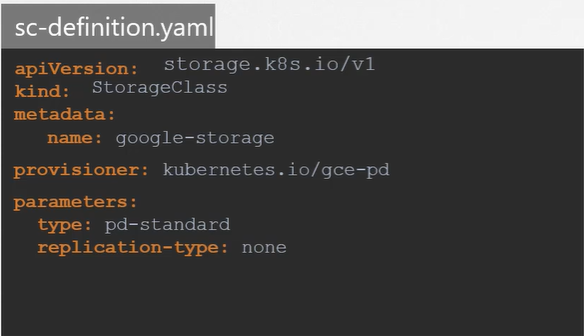 sc-definition.yaml
apiVersion: storage.k8s.io/v1
kind: StorageClass
metadata:
name: google-storage
provisioner: kubernetes.io/gce-pd
parameters:
type: pd-standard
replication-type: none